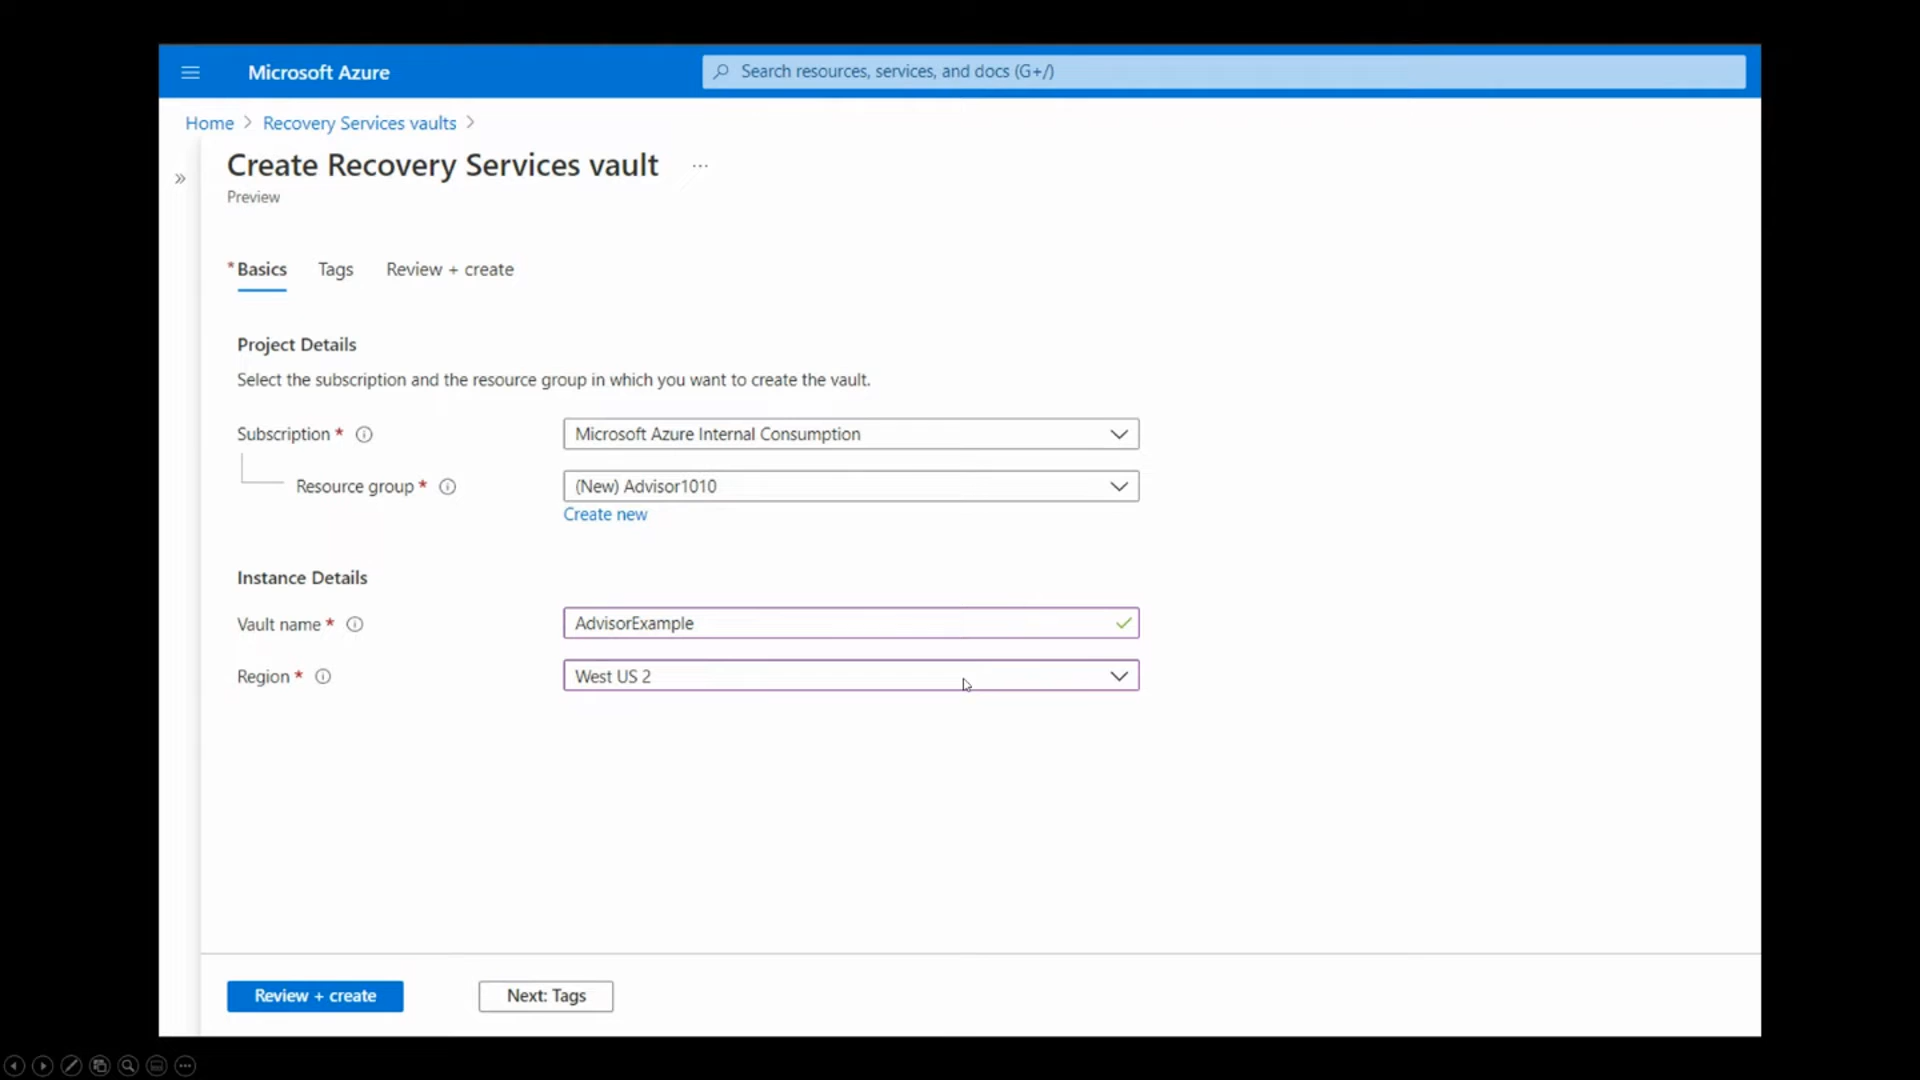 Microsoft Azure
Search resources, services, and docs (G+/)
Home > Recovery Services vaults >
Create Recovery Services vault ...
Preview
* Basics Tags Review + create
Project Details
Select the subscription and the resource group in which you want to create the vault.
Subscription * Microsoft Azure Internal Consumption
Resource group * (New) Advisor1010
Create new
Instance Details
Vault name * AdvisorExample
Region * West US 2
Review + create Next: Tags